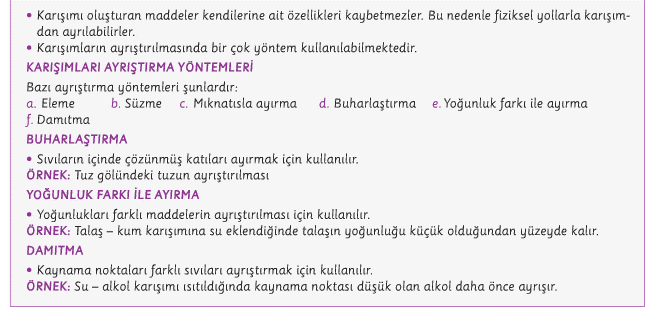 • Karışımı oluşturan maddeler kendilerine ait özellikleri kaybetmezler. Bu nedenle fiziksel yollarla karışım-
dan ayrılabilirler.
• Karışımların ayrıştırılmasında bir çok yöntem kullanılabilmektedir.
KARIŞIMLARI AYRIŞTIRMA YÖNTEMLERİ
Bazı ayrıştırma yöntemleri şunlardır:
a. Eleme b. Süzme c. Mıknatısla ayırma d. Buharlaştırma e. Yoğunluk farkı ile ayırma
f. Damıtma
BUHARLAŞTIRMA
• Sıvıların içinde çözünmüş katıları ayırmak için kullanılır.
ÖRNEK: Tuz gölündeki tuzun ayrıştırılması
YOĞUNLUK FARKI İLE AYIRMA
• Yoğunlukları farklı maddelerin ayrıştırılması için kullanılır.
ÖRNEK: Talaş – kum karışımına su eklendiğinde talaşın yoğunluğu küçük olduğundan yüzeyde kalır.
DAMITMA
• Kaynama noktaları farklı sıvıları ayrıştırmak için kullanılır.
ÖRNEK: Su – alkol karışımı ısıtıldığında kaynama noktası düşük olan alkol daha önce ayrışır.